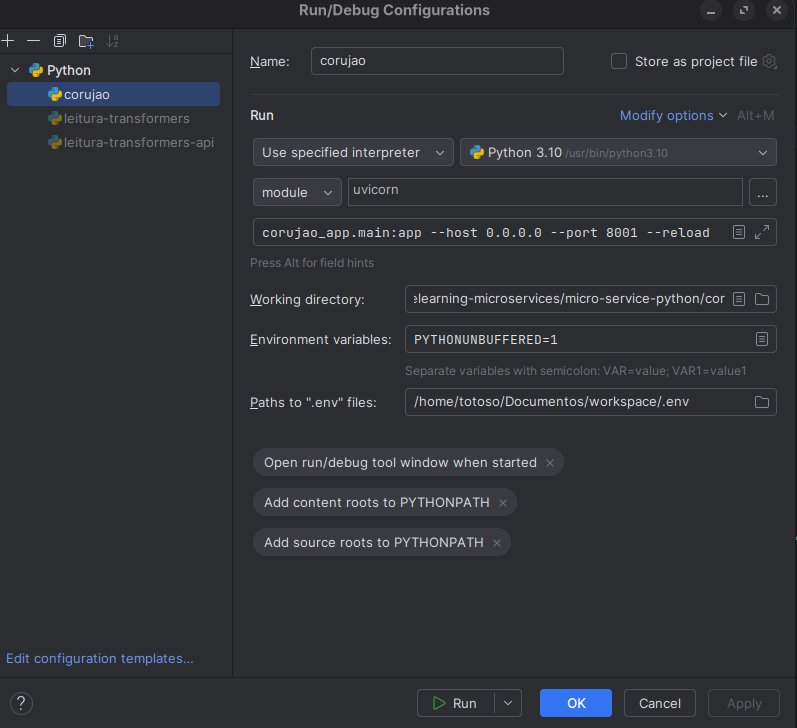 Run/Debug Configurations
Python
corujao
leitura-transformers
leitura-transformers-api
Edit configuration templates...
Name: corujao Store as project file
Run Modify options Alt+M
Use specified interpreter Python 3.10 /usr/bin/python3.10
module uvicorn ...
corujao_app.main:app --host 0.0.0.0 --port 8001 --reload
Press Alt for field hints
Working directory: elearning-microservices/micro-service-python/cor
Environment variables: PYTHONUNBUFFERED=1
Separate variables with semicolon: VAR=value; VAR1=value1
Paths to ".env" files: /home/totoso/Documentos/workspace/.env
Open run/debug tool window when started ×
Add content roots to PYTHONPATH ×
Add source roots to PYTHONPATH ×
? Run OK Cancel Apply